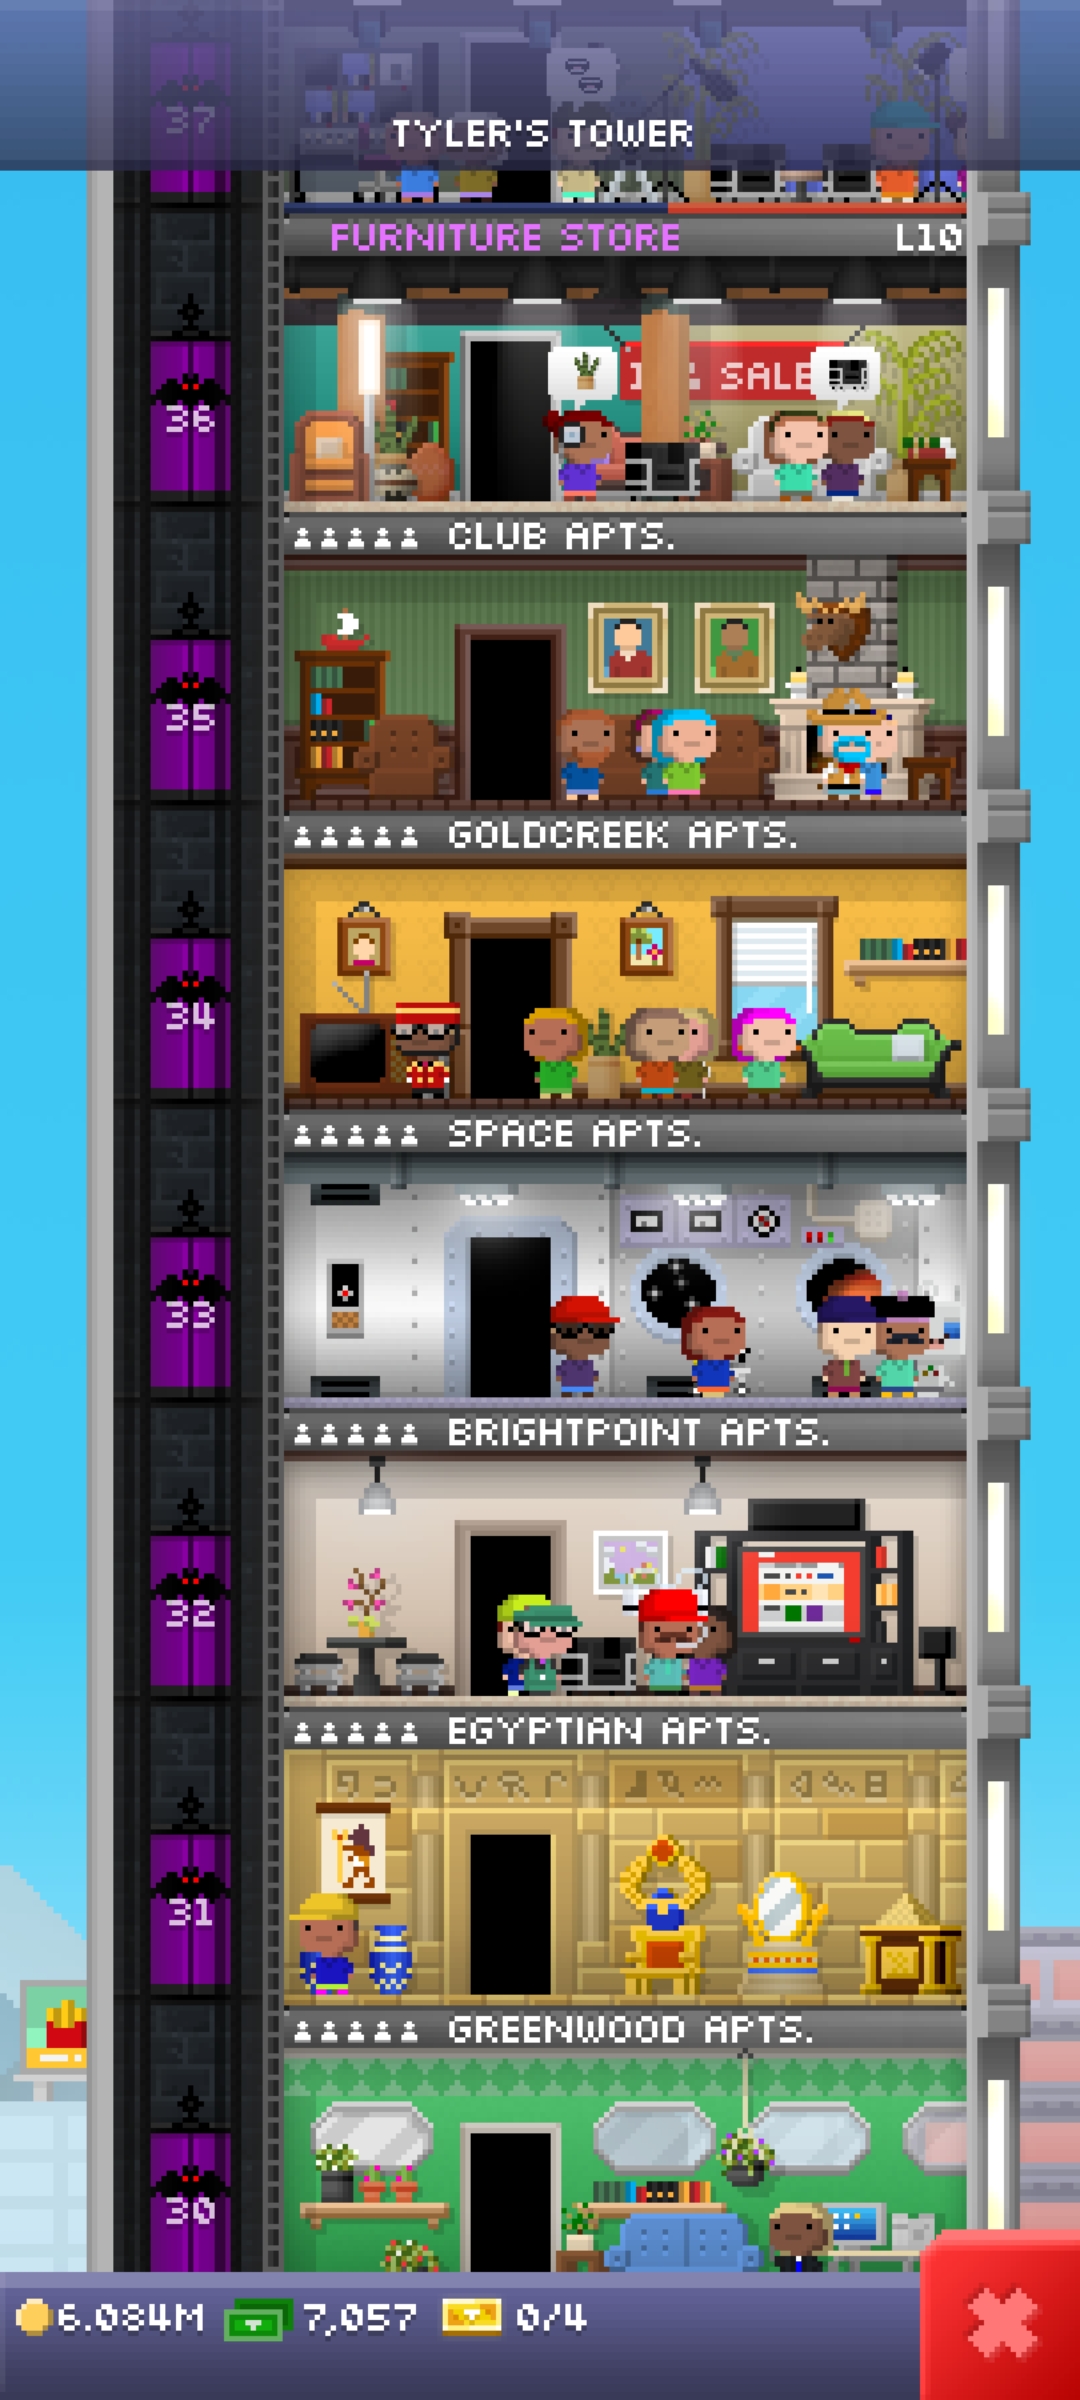 37
TYLER'S TOWER
FURNITURE STORE L10
SALE
36
CLUB APTS.
35
GOLDCREEK APTS.
34
SPACE APTS.
33
BRIGHTPOINT APTS.
32
EGYPTIAN APTS.
31
GREENWOOD APTS.
30
6.084M 7,057 0/4